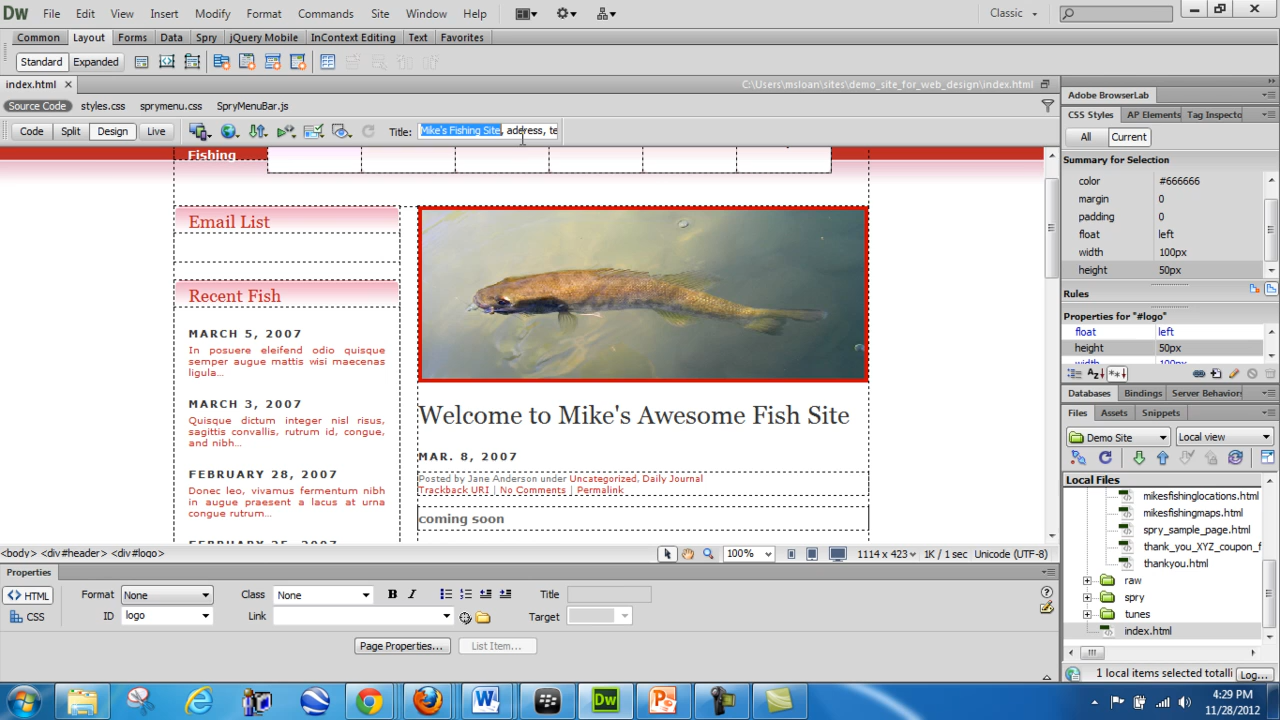 Dw File Edit View Insert Modify Format Commands Site Window Help Classic
Common Layout Forms Data Spry jQuery Mobile InContext Editing Text Favorites
Standard Expanded
index.html C:\Users\msloan\sites\demo_site_for_web_design\index.html
Source Code styles.css sprymenu.css SpryMenuBar.js
Code Split Design Live Title: Mike's Fishing Site, address, te
Fishing
Email List
Recent Fish
MARCH 5, 2007
In posuere eleifend odio quisque
semper augue mattis wisi maecenas
ligula...
MARCH 3, 2007
Quisque dictum integer nisl risus,
sagittis convallis, rutrum id, congue,
and nibh...
FEBRUARY 28, 2007
Donec leo, vivamus fermentum nibh
in augue praesent a lacus at urna
congue rutrum...
Welcome to Mike's Awesome Fish Site
MAR. 8, 2007
Posted by Jane Anderson under Uncategorized, Daily Journal
Trackback URI | No Comments | Permalink
coming soon
<body> <div#header> <div#logo> 100% 1114 x 423 1K / 1 sec Unicode (UTF-8)
Properties
HTML Format None Class None B I Title
CSS ID logo Link Target
Page Properties... List Item...
Adobe BrowserLab
CSS Styles AP Elements Tag Inspecto
All Current
Summary for Selection
color #666666
margin 0
padding 0
float left
width 100px
height 50px
Rules
Properties for "#logo"
float left
height 50px
width 100px
Databases Bindings Server Behavior
Files Assets Snippets
Demo Site Local view
Local Files
mikesfishinglocations.html
mikesfishingmaps.html
spry_sample_page.html
thank_you_XYZ_coupon_f
thankyou.html
raw
spry
tunes
index.html
1 local items selected totalli Log...
4:29 PM
11/28/2012